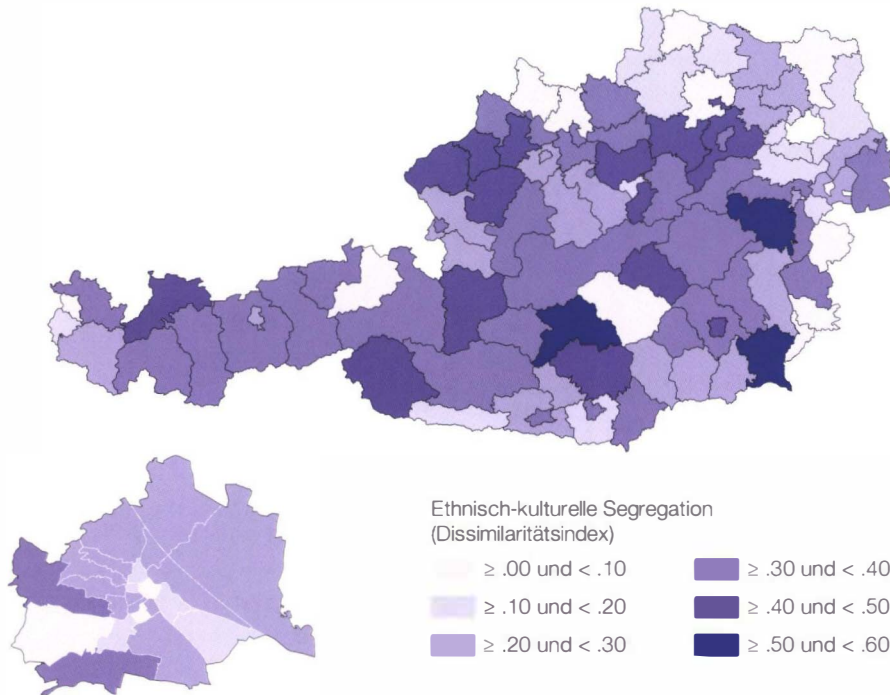 Ethnisch-kulturelle Segregation
(Dissimilaritätsindex)
≥ .00 und < .10
≥ .10 und < .20
≥ .20 und < .30
≥ .30 und < .40
≥ .40 und < .50
≥ .50 und < .60